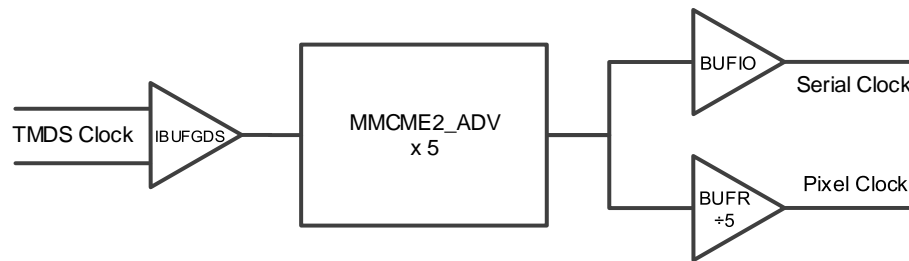 TMDS Clock
IBUFGDS
MMCME2_ADV
x 5
BUFIO
Serial Clock
BUFR
÷5
Pixel Clock